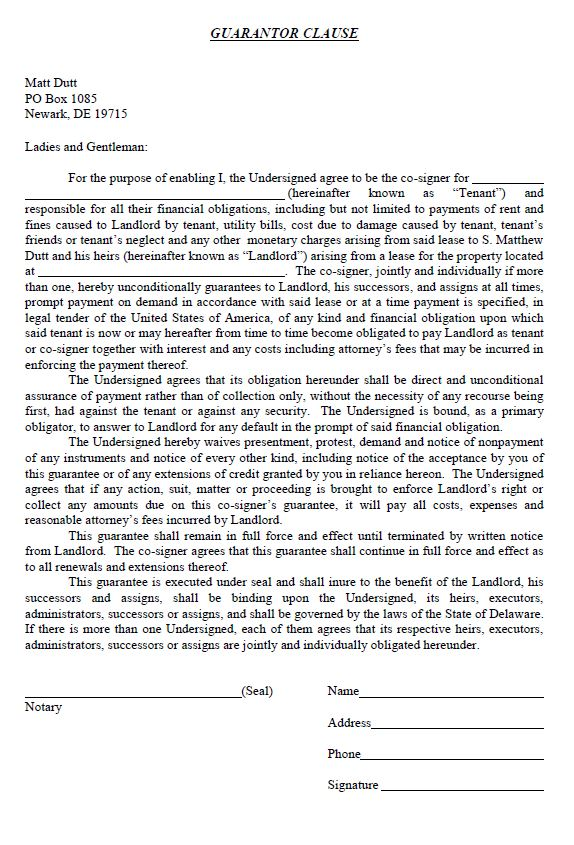 GUARANTOR CLAUSE
Matt Dutt
PO Box 1085
Newark, DE 19715
Ladies and Gentleman:
For the purpose of enabling I, the Undersigned agree to be the co-signer for __________
____________________________________ (hereinafter known as “Tenant”) and
responsible for all their financial obligations, including but not limited to payments of rent and
fines caused to Landlord by tenant, utility bills, cost due to damage caused by tenant, tenant’s
friends or tenant’s neglect and any other monetary charges arising from said lease to S. Matthew
Dutt and his heirs (hereinafter known as “Landlord”) arising from a lease for the property located
at __________________________________. The co-signer, jointly and individually if more
than one, hereby unconditionally guarantees to Landlord, his successors, and assigns at all times,
prompt payment on demand in accordance with said lease or at a time payment is specified, in
legal tender of the United States of America, of any kind and financial obligation upon which
said tenant is now or may hereafter from time to time become obligated to pay Landlord as tenant
or co-signer together with interest and any costs including attorney’s fees that may be incurred in
enforcing the payment thereof.
The Undersigned agrees that its obligation hereunder shall be direct and unconditional
assurance of payment rather than of collection only, without the necessity of any recourse being
first, had against the tenant or against any security. The Undersigned is bound, as a primary
obligator, to answer to Landlord for any default in the prompt of said financial obligation.
The Undersigned hereby waives presentment, protest, demand and notice of nonpayment
of any instruments and notice of every other kind, including notice of the acceptance by you of
this guarantee or of any extensions of credit granted by you in reliance hereon. The Undersigned
agrees that if any action, suit, matter or proceeding is brought to enforce Landlord’s right or
collect any amounts due on this co-signer’s guarantee, it will pay all costs, expenses and
reasonable attorney’s fees incurred by Landlord.
This guarantee shall remain in full force and effect until terminated by written notice
from Landlord. The co-signer agrees that this guarantee shall continue in full force and effect as
to all renewals and extensions thereof.
This guarantee is executed under seal and shall inure to the benefit of the Landlord, his
successors and assigns, shall be binding upon the Undersigned, its heirs, executors,
administrators, successors or assigns, and shall be governed by the laws of the State of Delaware.
If there is more than one Undersigned, each of them agrees that its respective heirs, executors,
administrators, successors or assigns are jointly and individually obligated hereunder.
______________________________(Seal) Name__________________________
Notary
Address________________________
Phone__________________________
Signature _______________________